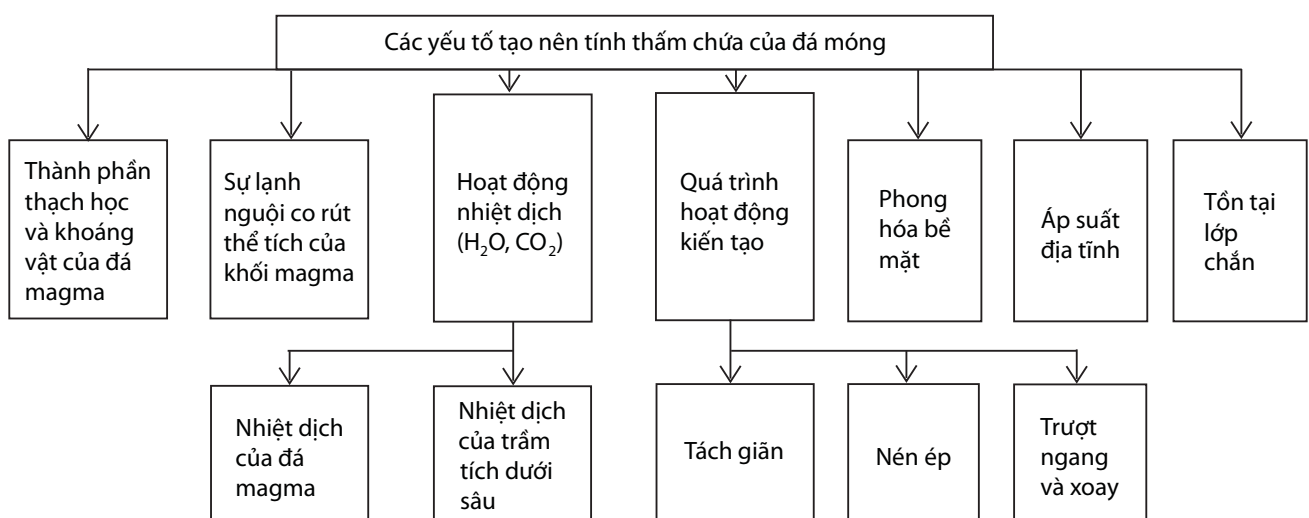 Các yếu tố tạo nên tính thấm chứa của đá móng
Thành phần
thạch học
và khoáng
vật của đá
magma
Sự lạnh
nguội co rút
thể tích của
khối magma
Hoạt động
nhiệt dịch
(H₂O, CO₂)
Quá trình
hoạt động
kiến tạo
Phong
hóa bề
mặt
Áp suất
địa tĩnh
Tồn tại
lớp
chắn
Nhiệt dịch
của đá
magma
Nhiệt dịch
của trầm
tích dưới
sâu
Tách giãn
Nén ép
Trượt
ngang
và xoay